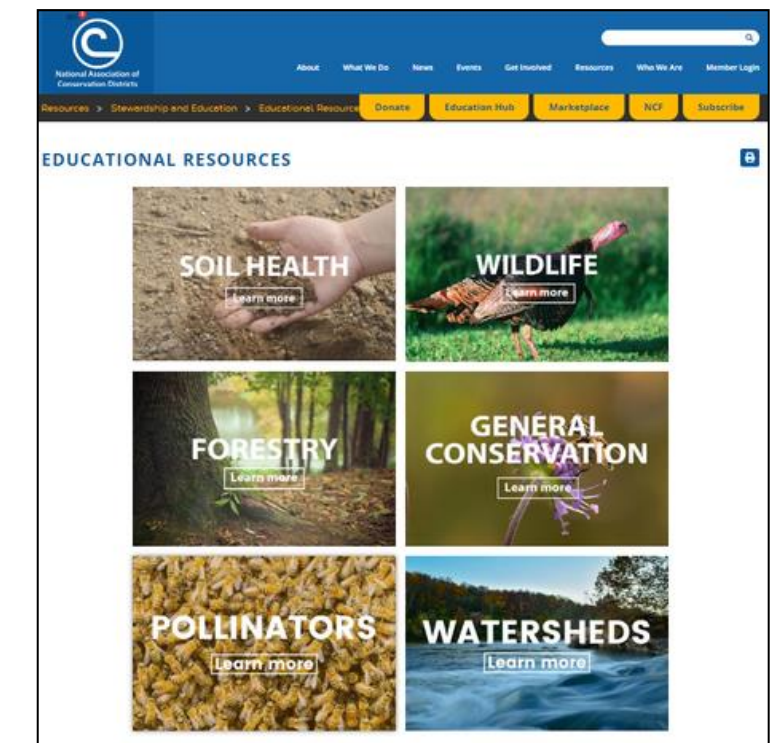 National Association of
Conservation Districts
About What We Do News Events Get Involved Resources Who We Are Member Login
Resources > Stewardship and Education > Educational Resource
Donate Education Hub Marketplace NCF Subscribe
EDUCATIONAL RESOURCES
SOIL HEALTH
Learn more
WILDLIFE
Learn more
FORESTRY
Learn more
GENERAL
CONSERVATION
Learn more
POLLINATORS
Learn more
WATERSHEDS
Learn more